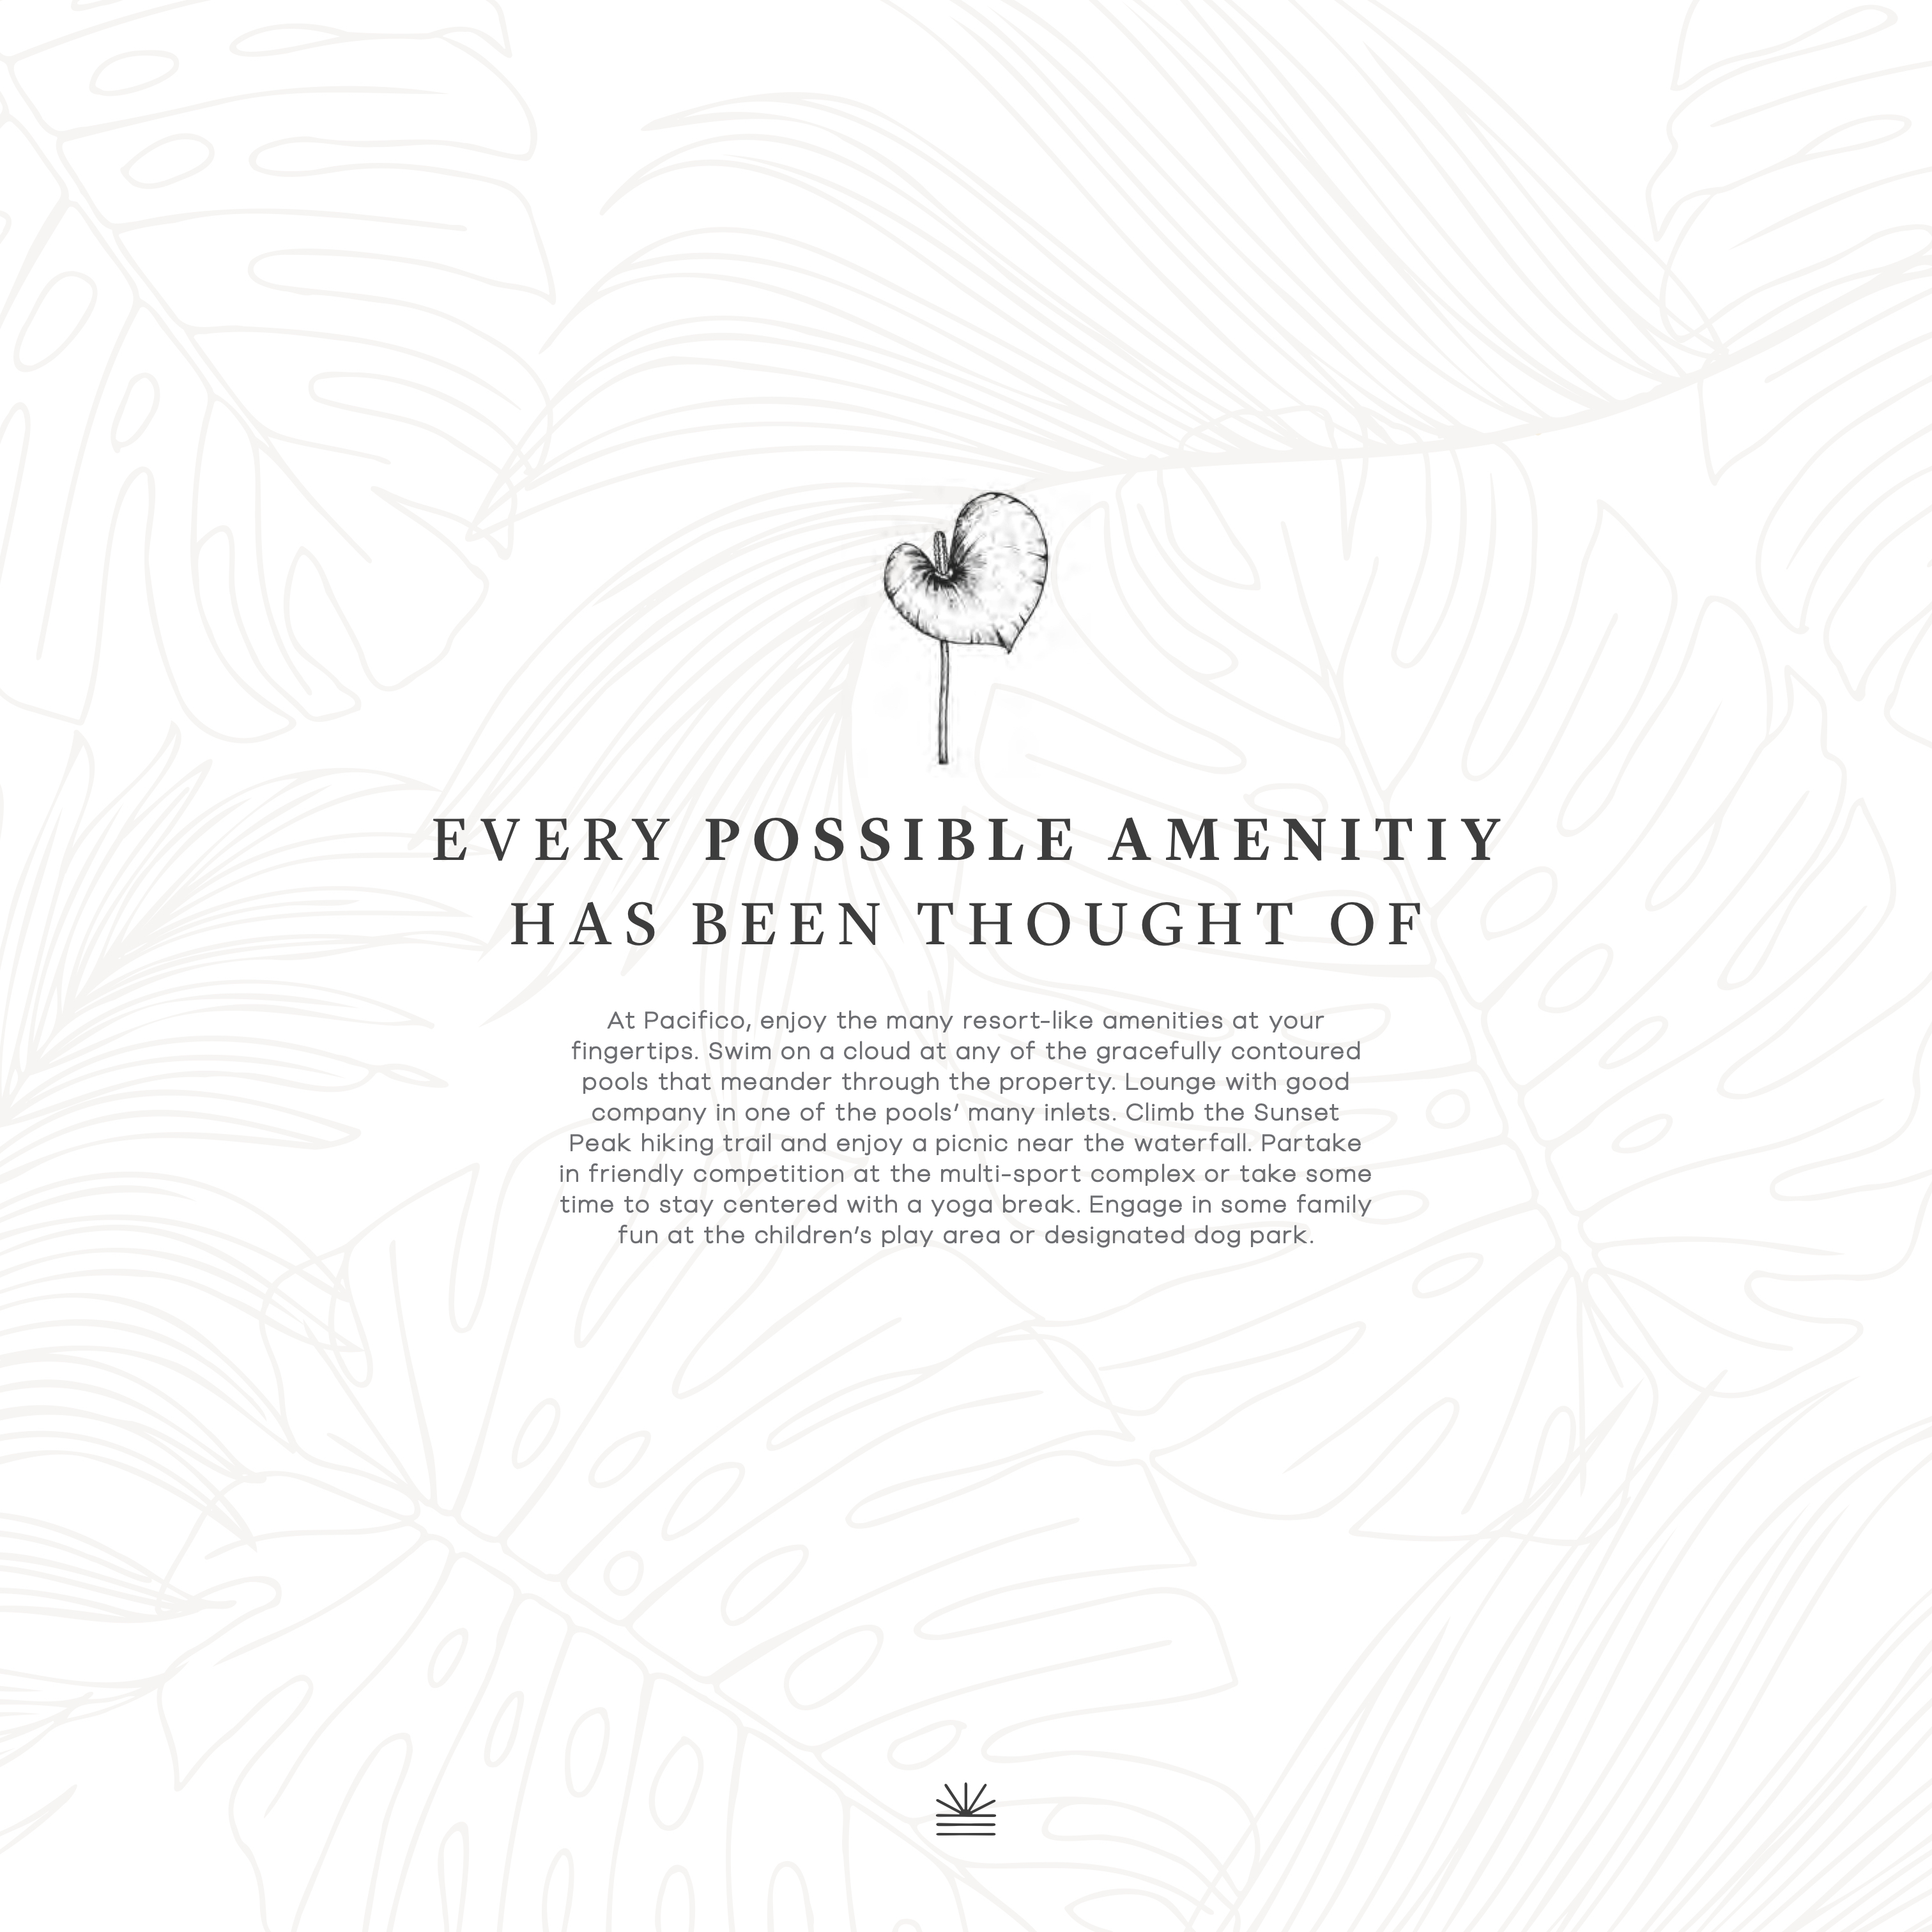 EVERY POSSIBLE AMENITIY
HAS BEEN THOUGHT OF
At Pacifico, enjoy the many resort-like amenities at your
fingertips. Swim on a cloud at any of the gracefully contoured
pools that meander through the property. Lounge with good
company in one of the pools’ many inlets. Climb the Sunset
Peak hiking trail and enjoy a picnic near the waterfall. Partake
in friendly competition at the multi-sport complex or take some
time to stay centered with a yoga break. Engage in some family
fun at the children’s play area or designated dog park.